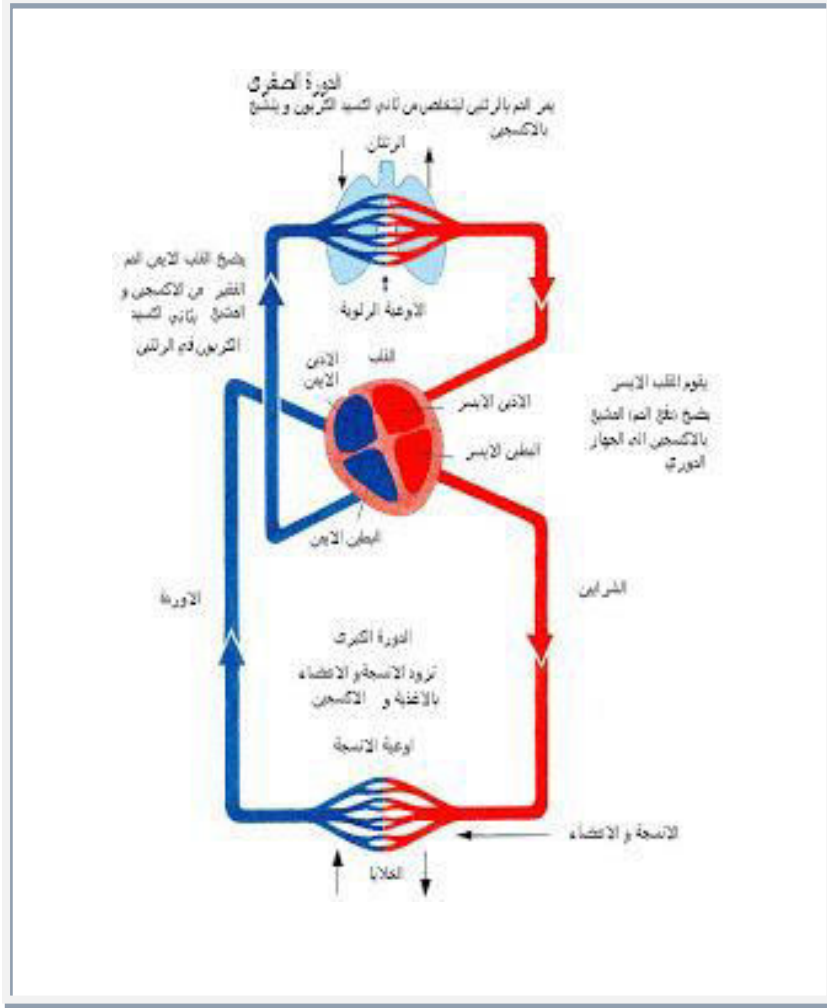 الدورة الصغرى
يمر الدم بالرئتين ليتخلص من ثاني اكسيد الكربون و يتشبع
بالاكسجين
الرئتان
يضخ القلب الايمن الدم
الفقير من الاكسجين و
المشبع بثاني اكسيد
الكربون في الرئتين
الاوعية الرئوية
القلب
الاذين
الايمن
الاذين الايسر
البطين الايسر
البطين الايمن
يقوم القلب الايسر
بضخ (دفع الدم) المشبع
بالاكسجين الى الجهاز
الدوري
الاوردة
الشرايين
الدورة الكبرى
تزود الانسجة و الاعضاء
بالاغذية و الاكسجين
اوعية الانسجة
الانسجة و الاعضاء
الخلايا